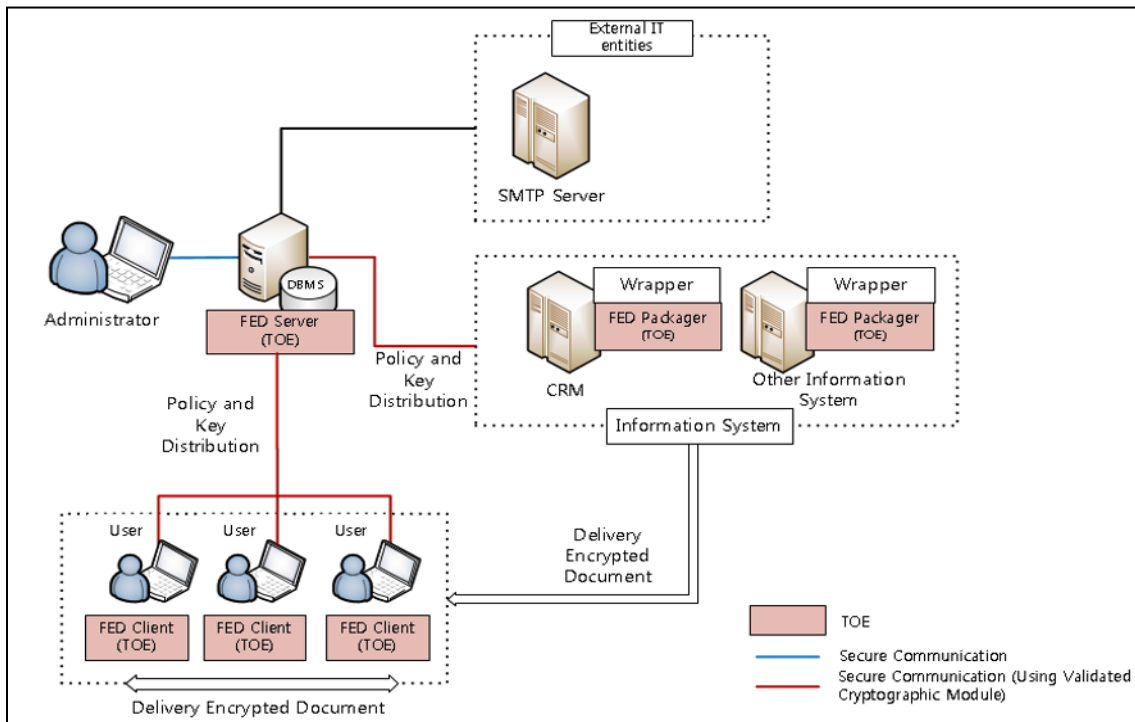 External IT
entities
SMTP Server
Administrator
DBMS
FED Server
(TOE)
Policy and
Key
Distribution
Wrapper
FED Packager
(TOE)
CRM
Wrapper
FED Packager
(TOE)
Other Information
System
Information System
Policy and
Key
Distribution
User
User
User
FED Client
(TOE)
FED Client
(TOE)
FED Client
(TOE)
Delivery Encrypted Document
Delivery
Encrypted
Document
TOE
Secure Communication
Secure Communication (Using Validated
Cryptographic Module)